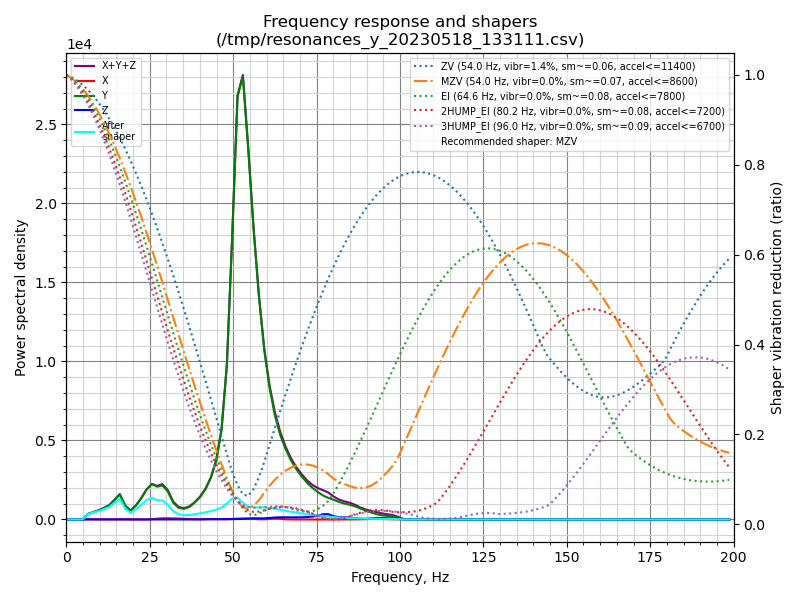 Frequency response and shapers
(/tmp/resonances_y_20230518_133111.csv)
1e4
X+Y+Z
X
Y
Z
After
shaper
ZV (54.0 Hz, vibr=1.4%, sm~=0.06, accel<=11400)
MZV (54.0 Hz, vibr=0.0%, sm~=0.07, accel<=8600)
EI (64.6 Hz, vibr=0.0%, sm~=0.08, accel<=7800)
2HUMP_EI (80.2 Hz, vibr=0.0%, sm~=0.08, accel<=7200)
3HUMP_EI (96.0 Hz, vibr=0.0%, sm~=0.09, accel<=6700)
Recommended shaper: MZV
Power spectral density
2.5
2.0
1.5
1.0
0.5
0.0
1.0
0.8
0.6
0.4
0.2
0.0
Shaper vibration reduction (ratio)
0 25 50 75 100 125 150 175 200
Frequency, Hz